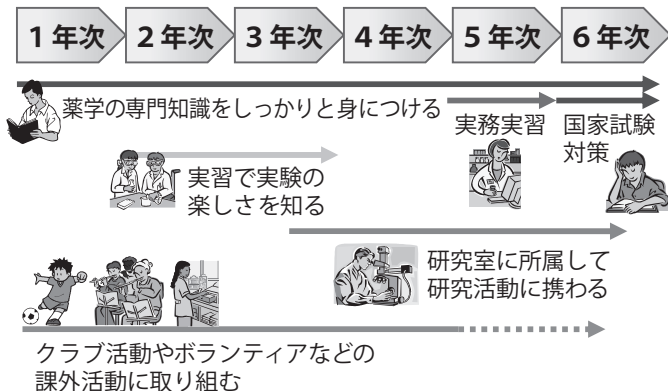 1 年次 2 年次 3 年次 4 年次 5 年次 6 年次
薬学の専門知識をしっかりと身につける
実務実習
国家試験
対策
実習で実験の
楽しさを知る
研究室に所属して
研究活動に携わる
クラブ活動やボランティアなどの
課外活動に取り組む